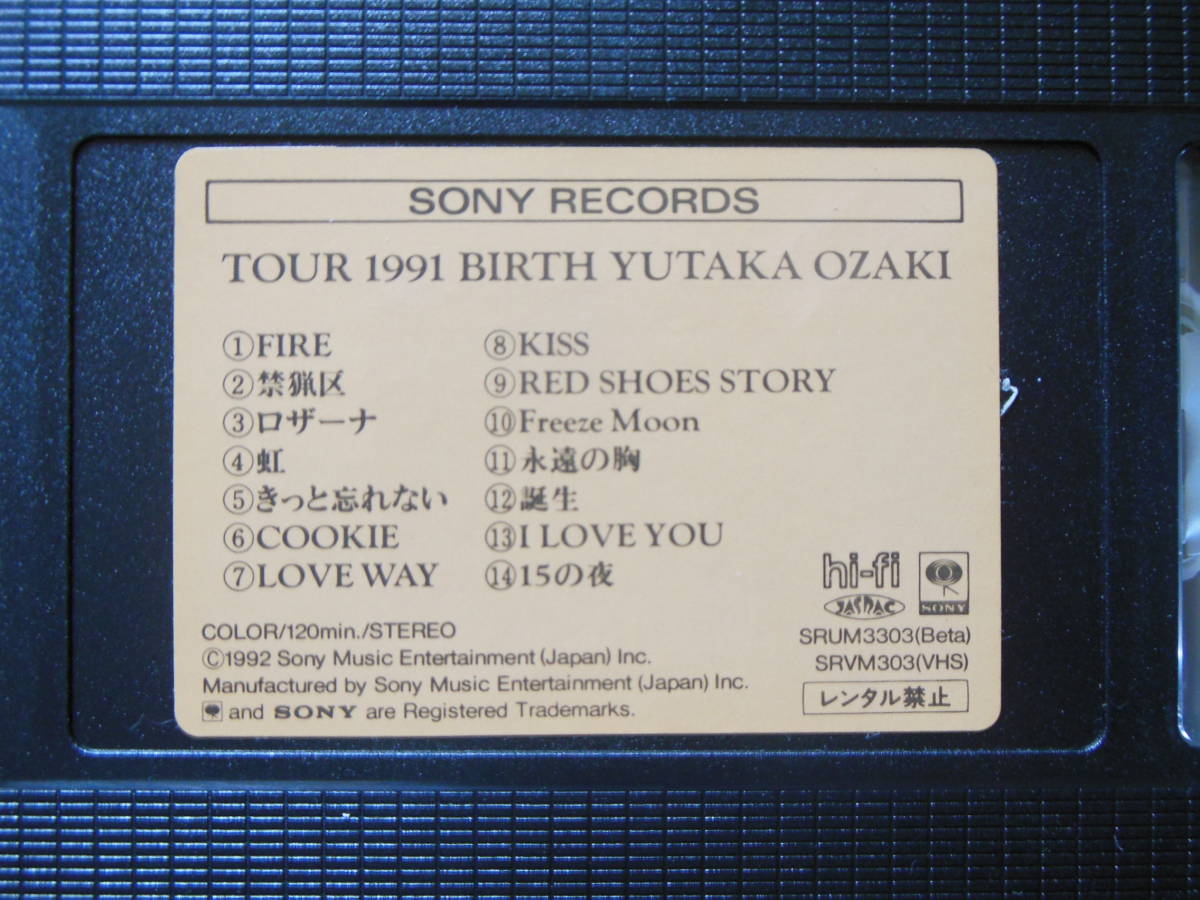 SONY RECORDS
TOUR 1991 BIRTH YUTAKA OZAKI
①FIRE
②禁猟区
③ロザーナ
④虹
⑤きっと忘れない
⑥COOKIE
⑦LOVE WAY
⑧KISS
⑨RED SHOES STORY
⑩Freeze Moon
⑪永遠の胸
⑫誕生
⑬I LOVE YOU
⑭15の夜
hi-fi
JASRAC
SONY
COLOR/120min./STEREO
©1992 Sony Music Entertainment (Japan) Inc.
Manufactured by Sony Music Entertainment (Japan) Inc.
and SONY are Registered Trademarks.
SRUM3303(Beta)
SRVM303(VHS)
レンタル禁止